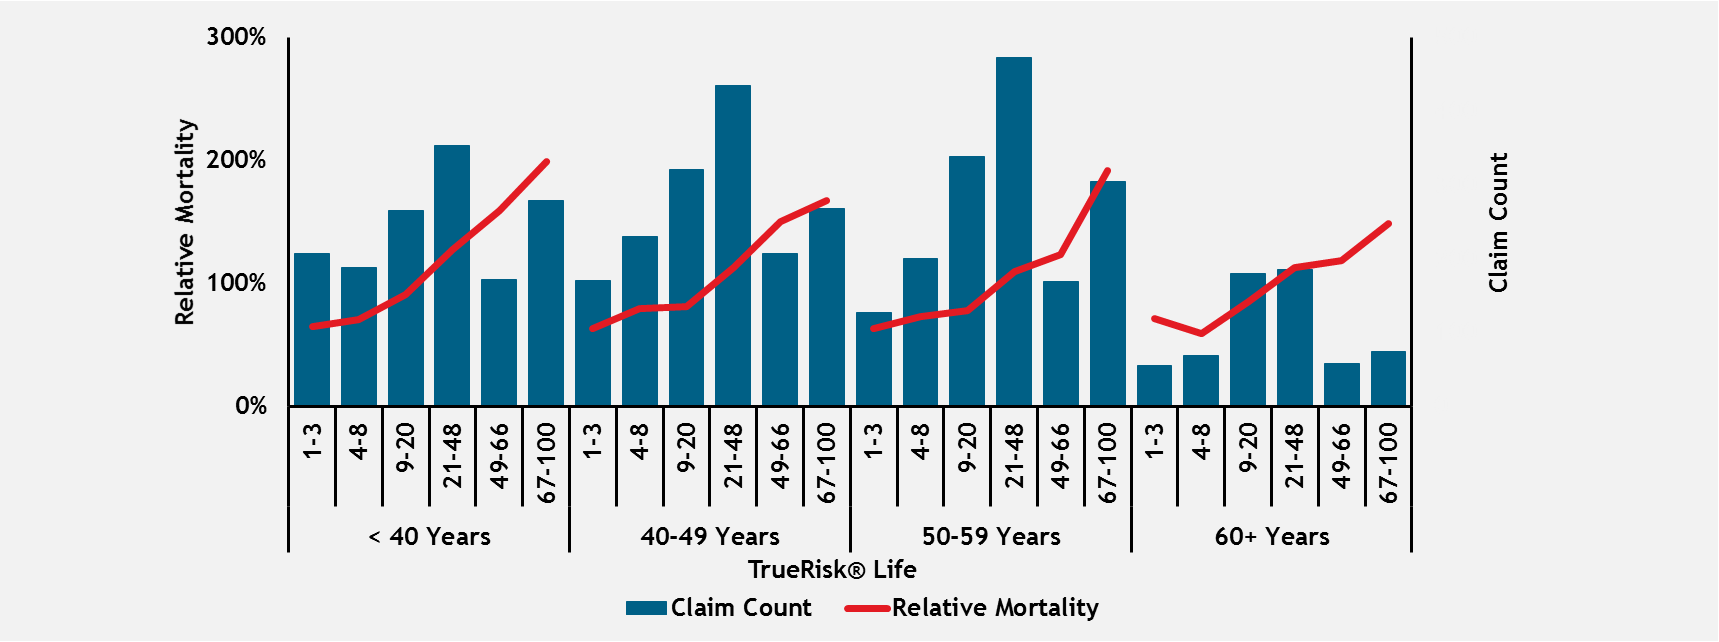 300%
200%
100%
0%
Relative Mortality
Claim Count
1-3 4-8 9-20 21-48 49-66 67-100 1-3 4-8 9-20 21-48 49-66 67-100 1-3 4-8 9-20 21-48 49-66 67-100 1-3 4-8 9-20 21-48 49-66 67-100
< 40 Years 40-49 Years 50-59 Years 60+ Years
TrueRisk® Life
Claim Count Relative Mortality